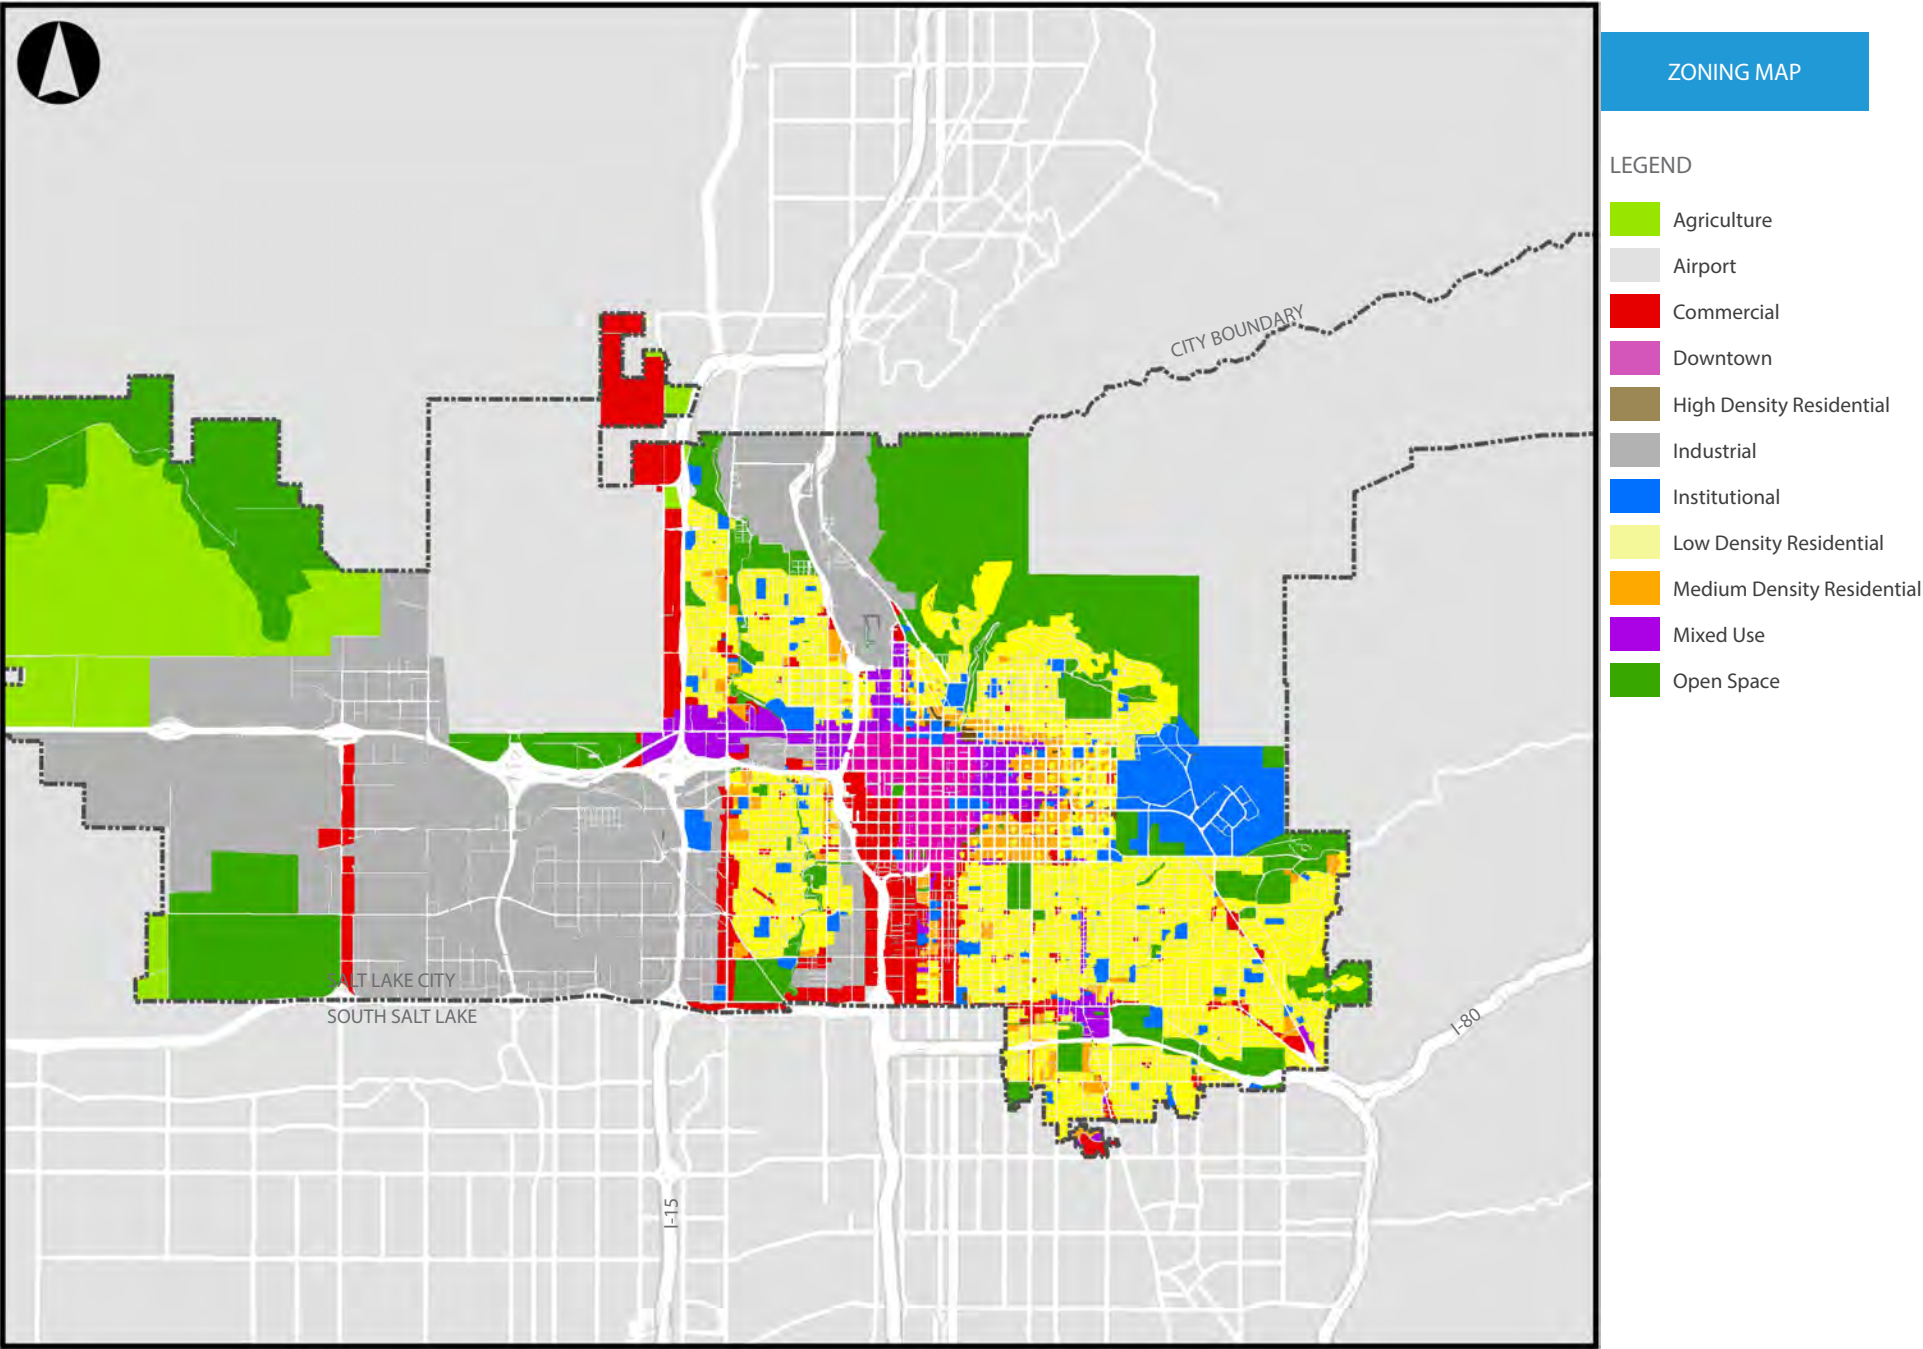 ZONING MAP
LEGEND
Agriculture
Airport
Commercial
Downtown
High Density Residential
Industrial
Institutional
Low Density Residential
Medium Density Residential
Mixed Use
Open Space
CITY BOUNDARY
SALT LAKE CITY
SOUTH SALT LAKE
I-80
I-15